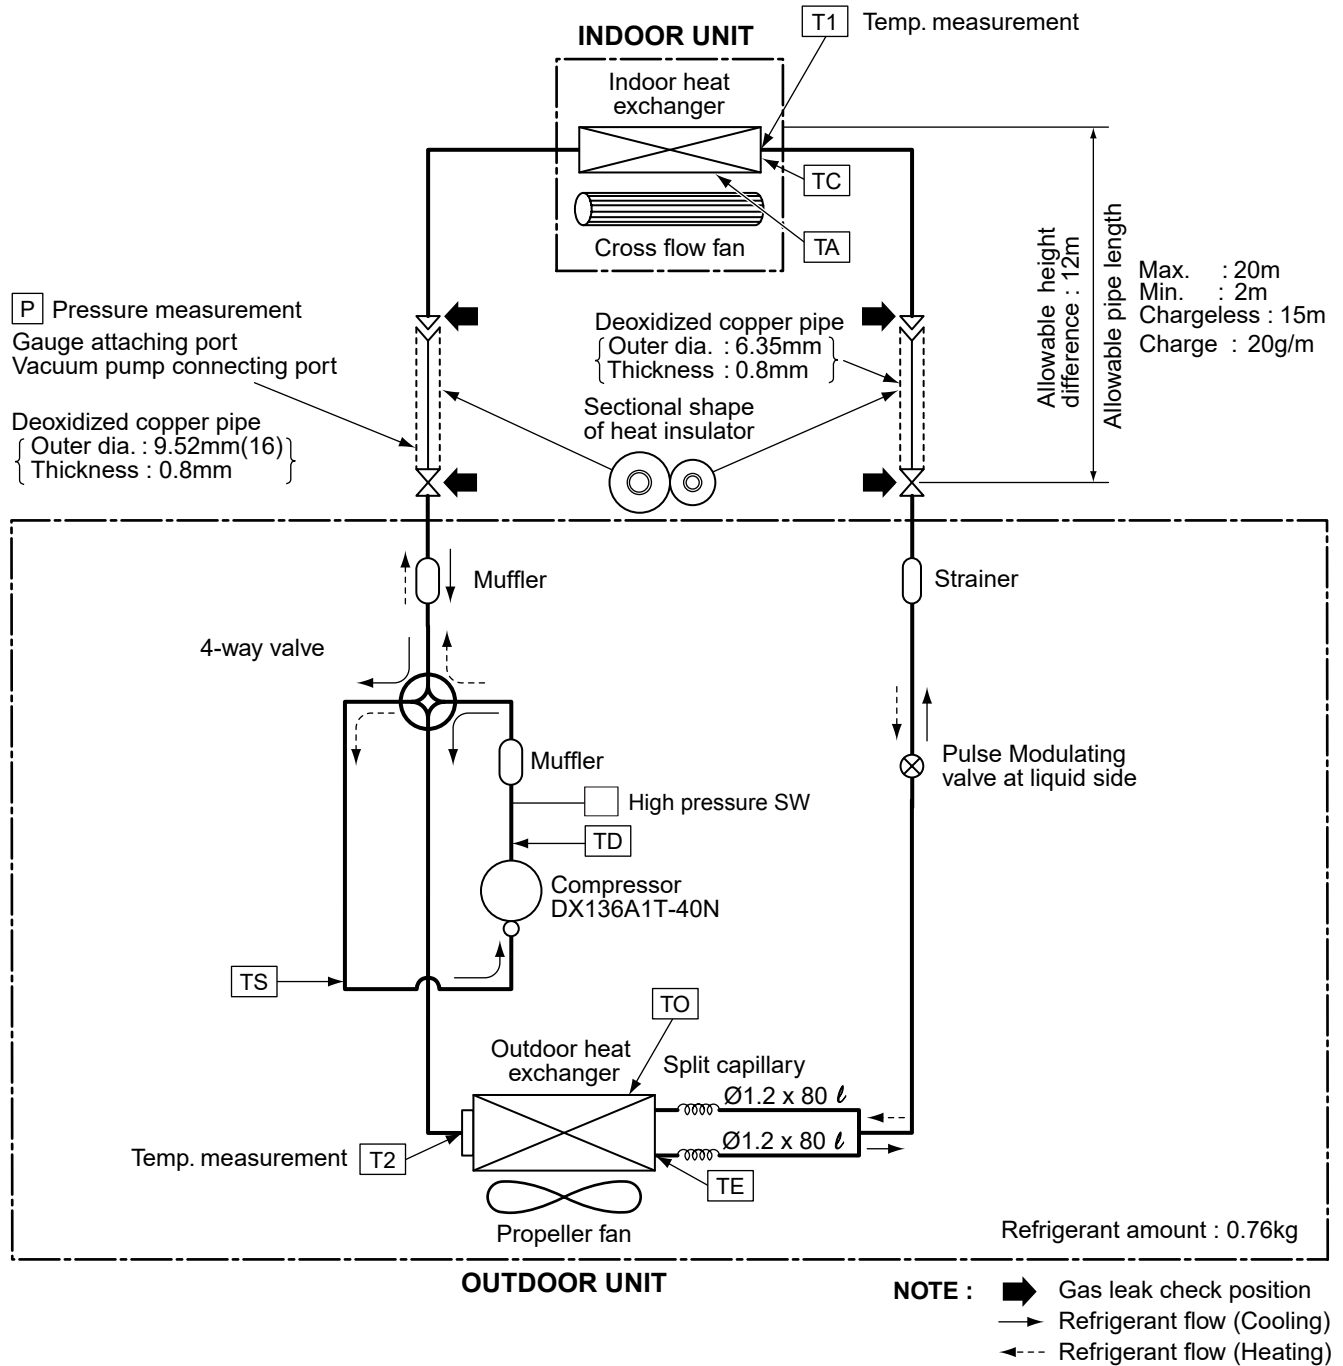 T1 Temp. measurement
INDOOR UNIT
Indoor heat
exchanger
TC
TA
Cross flow fan
Allowable height
difference : 12m
Allowable pipe length
Max. : 20m
Min. : 2m
Chargeless : 15m
Charge : 20g/m
P Pressure measurement
Gauge attaching port
Vacuum pump connecting port
Deoxidized copper pipe
Outer dia. : 9.52mm(16)
Thickness : 0.8mm
Deoxidized copper pipe
Outer dia. : 6.35mm
Thickness : 0.8mm
Sectional shape
of heat insulator
Muffler
Strainer
4-way valve
Muffler
Pulse Modulating
valve at liquid side
High pressure SW
TD
Compressor
DX136A1T-40N
TS
TO
Outdoor heat
exchanger
Split capillary
Ø1.2 x 80 ℓ
Ø1.2 x 80 ℓ
Temp. measurement T2
TE
Propeller fan
Refrigerant amount : 0.76kg
OUTDOOR UNIT
NOTE : Gas leak check position
Refrigerant flow (Cooling)
Refrigerant flow (Heating)